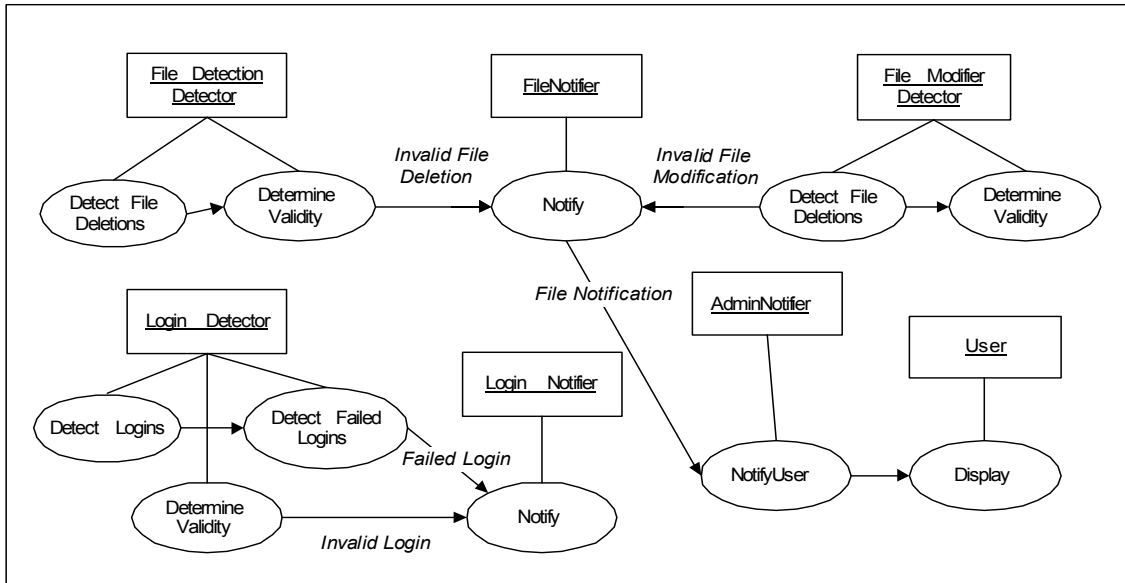 File Detection
Detector
FileNotifier
File Modifier
Detector
Invalid File
Deletion
Invalid File
Modification
Detect File
Deletions
Determine
Validity
Notify
Detect File
Deletions
Determine
Validity
File Notification
Login Detector
AdminNotifier
User
Login Notifier
Detect Logins
Detect Failed
Logins
Failed Login
NotifyUser
Display
Determine
Validity
Notify
Invalid Login